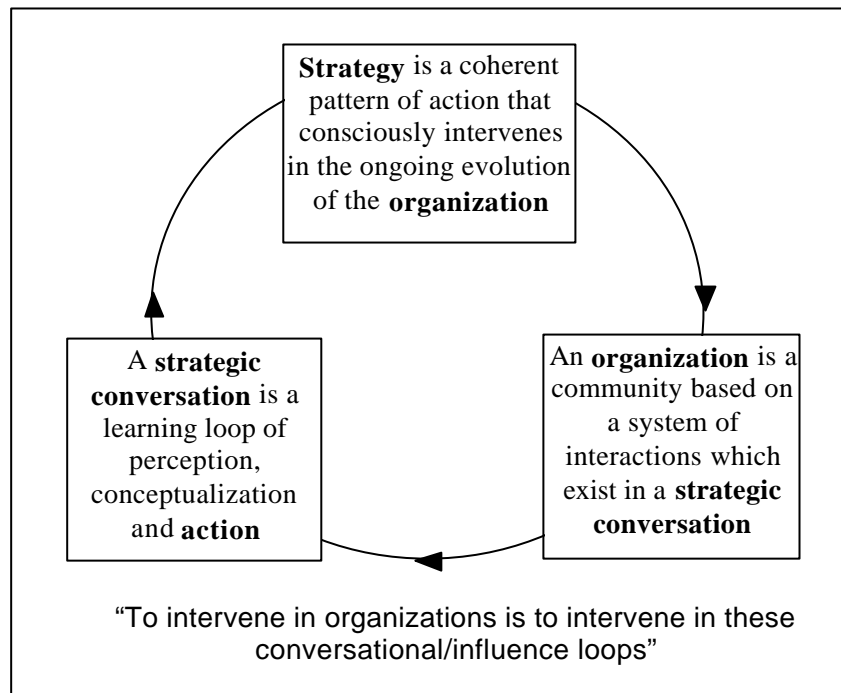 Strategy is a coherent
pattern of action that
consciously intervenes
in the ongoing evolution
of the organization
A strategic
conversation is a
learning loop of
perception,
conceptualization
and action
An organization is a
community based on
a system of
interactions which
exist in a strategic
conversation
“To intervene in organizations is to intervene in these
conversational/influence loops”